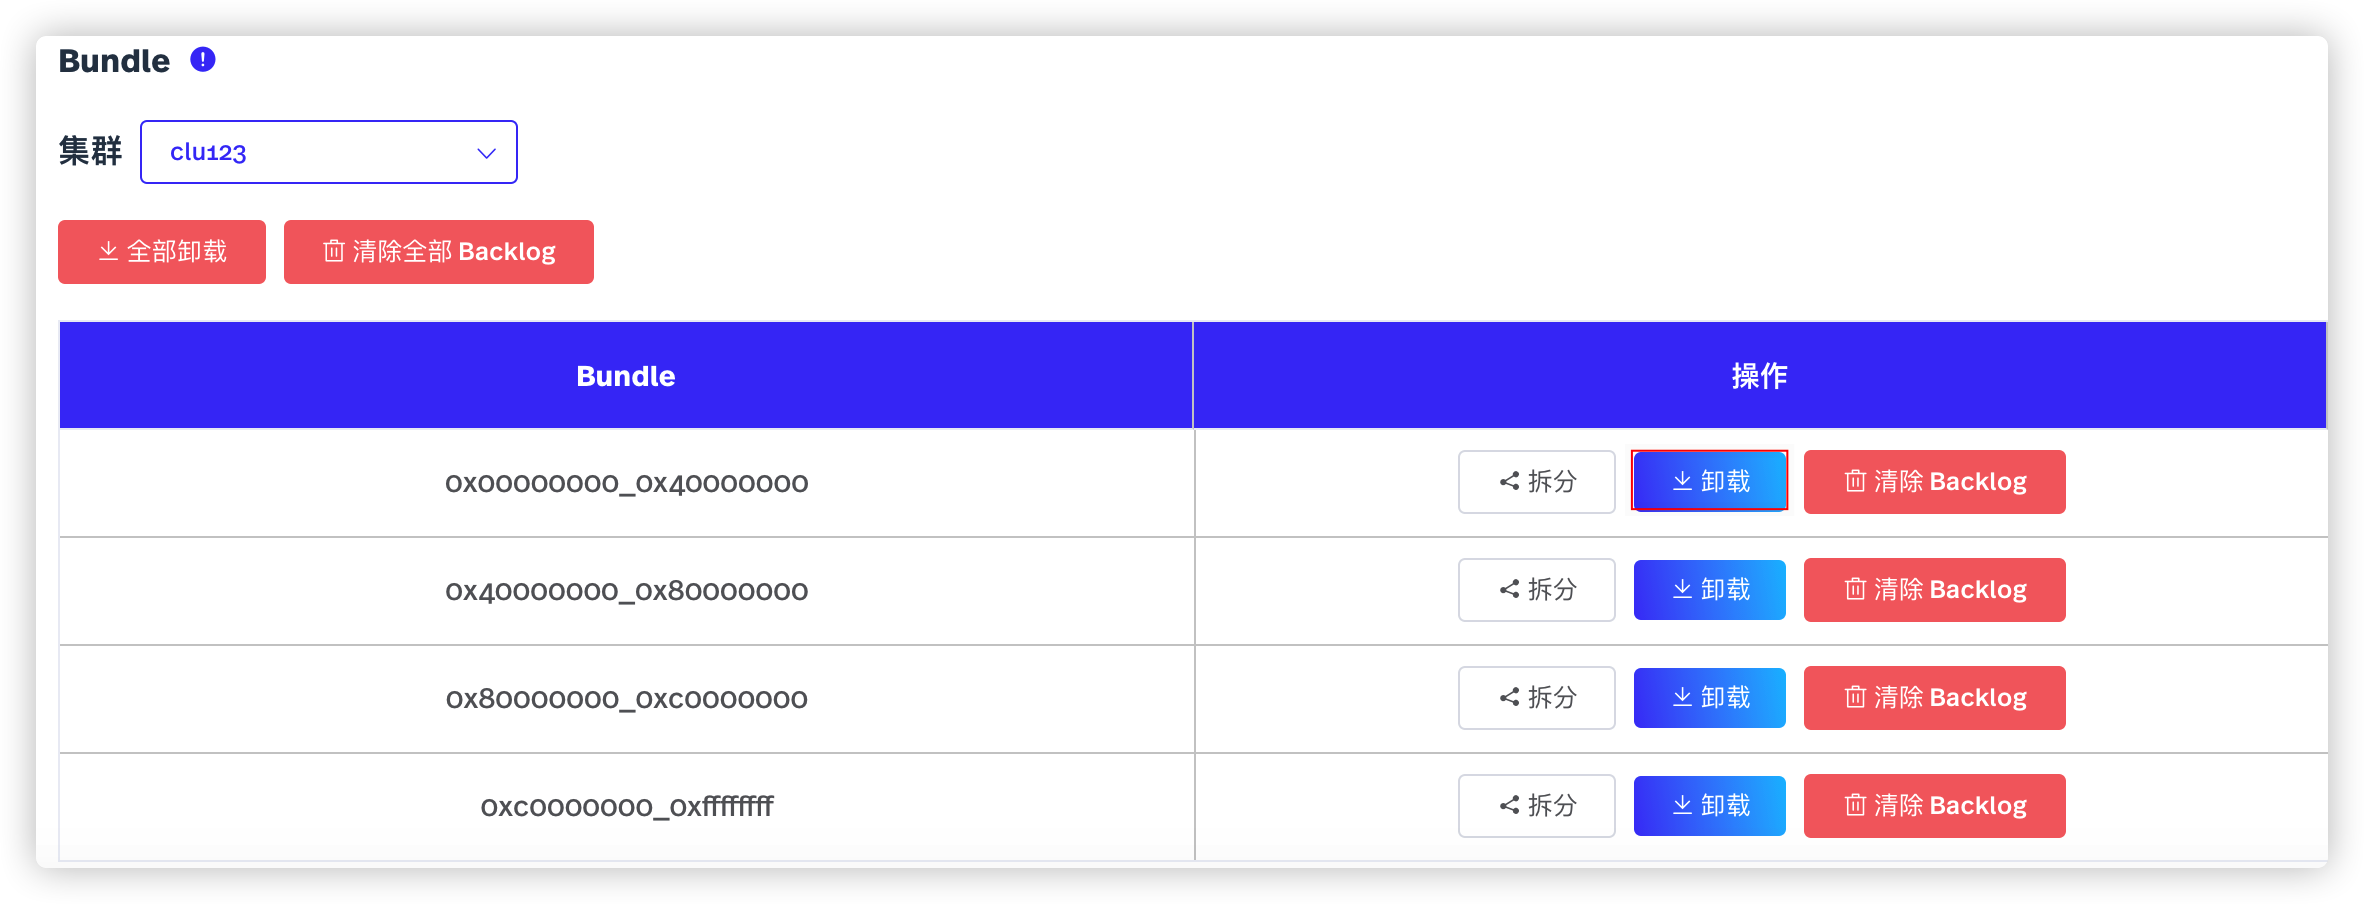 Bundle
集群 clu123
全部卸载 清除全部 Backlog
Bundle 操作
0x00000000_0x40000000 拆分 卸载 清除 Backlog
0x40000000_0x80000000 拆分 卸载 清除 Backlog
0x80000000_0xc0000000 拆分 卸载 清除 Backlog
0xc0000000_0xffffffff 拆分 卸载 清除 Backlog